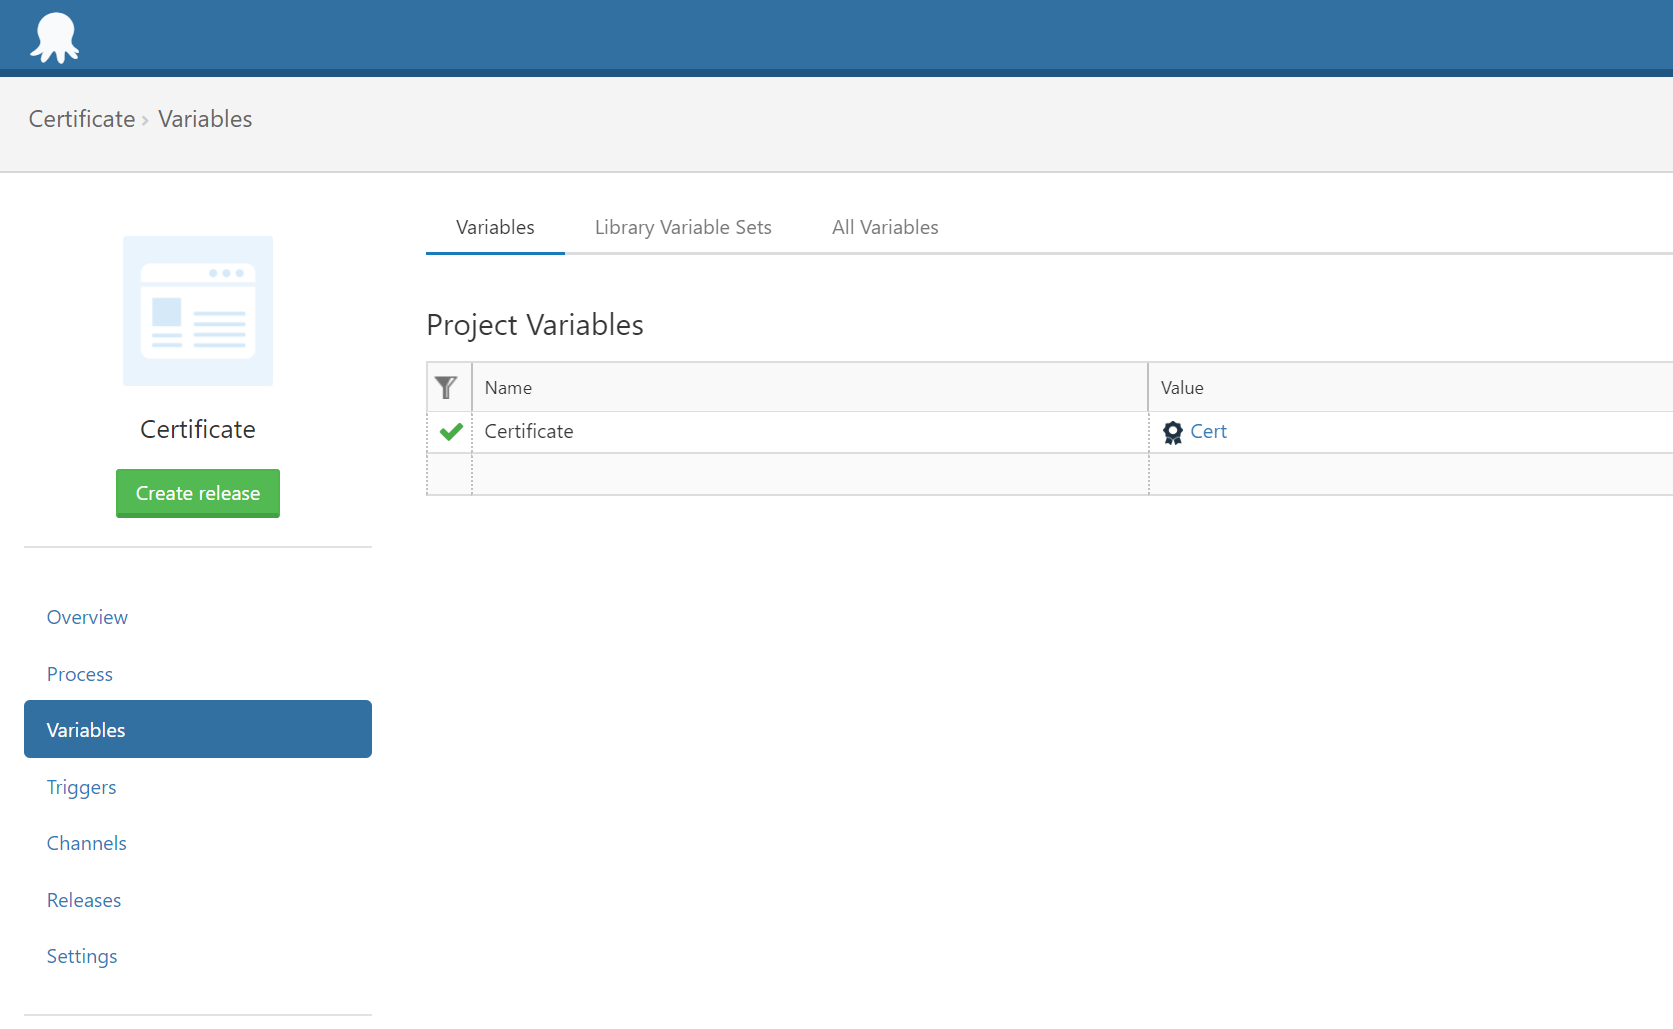 Certificate › Variables
Variables Library Variable Sets All Variables
Project Variables
Name Value
Certificate Cert
Certificate
Create release
Overview
Process
Variables
Triggers
Channels
Releases
Settings